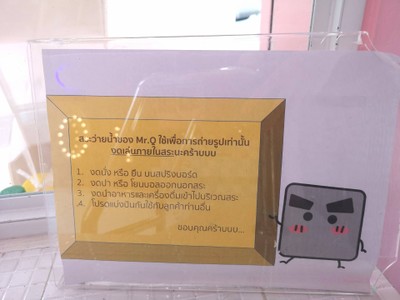 สระว่ายน้ำของ Mr.O ใช้เพื่อการถ่ายรูปเท่านั้น
งดเล่นภายในสระนะคร้าบบบ
1. งดนั่ง หรือ ยืน บนสปริงบอร์ด
2. งดปา หรือ โยนบอลออกนอกสระ
3. งดนำอาหารและเครื่องดื่มเข้าไปบริเวณสระ
4. โปรดแบ่งปันกันใช้กับลูกค้าท่านอื่น
ขอบคุณคร้าบบบ...